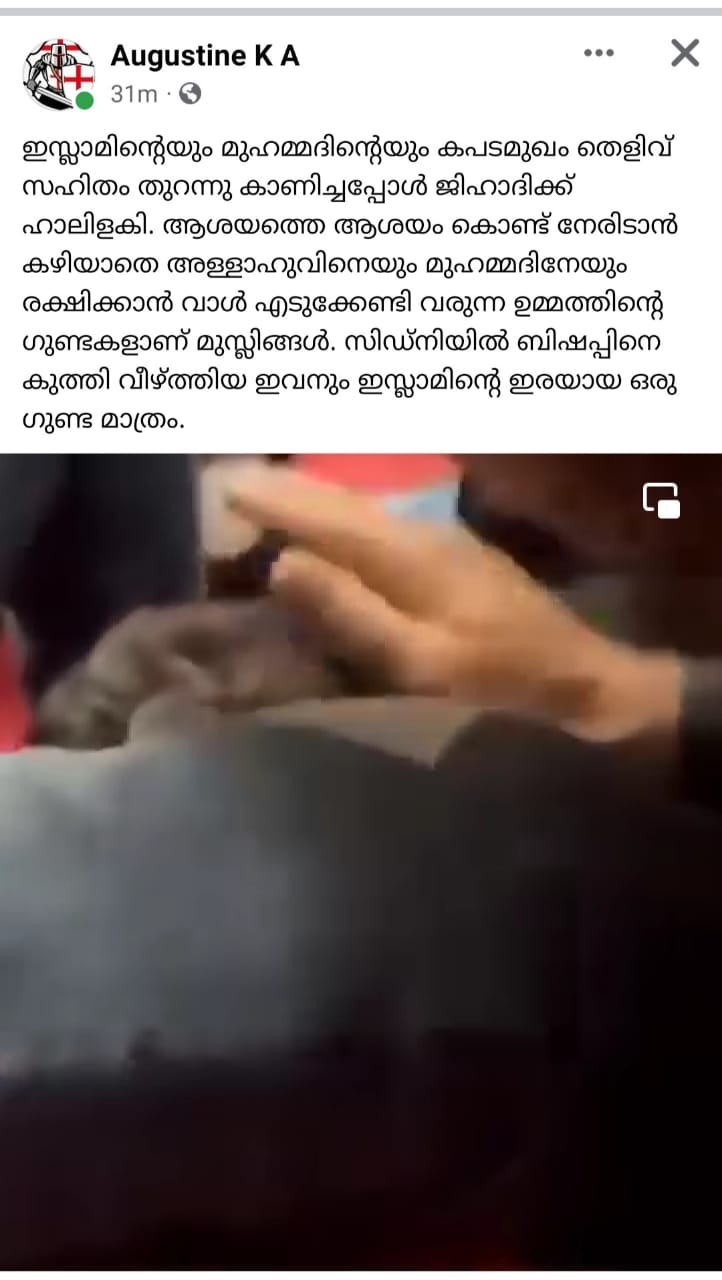 Augustine K A
31m ·
ഇസ്ലാമിന്റെയും മുഹമ്മദിന്റെയും കപടമുഖം തെളിവ്
സഹിതം തുറന്നു കാണിച്ചപ്പോൾ ജിഹാദിക്ക്
ഹാലിളകി. ആശയത്തെ ആശയം കൊണ്ട് നേരിടാൻ
കഴിയാതെ അള്ളാഹുവിനെയും മുഹമ്മദിനേയും
രക്ഷിക്കാൻ വാൾ എടുക്കേണ്ടി വരുന്ന ഉമ്മത്തിന്റെ
ഗുണ്ടകളാണ് മുസ്ലിങ്ങൾ. സിഡ്നിയിൽ ബിഷപ്പിനെ
കുത്തി വീഴ്ത്തിയ ഇവനും ഇസ്ലാമിന്റെ ഇരയായ ഒരു
ഗുണ്ട മാത്രം.